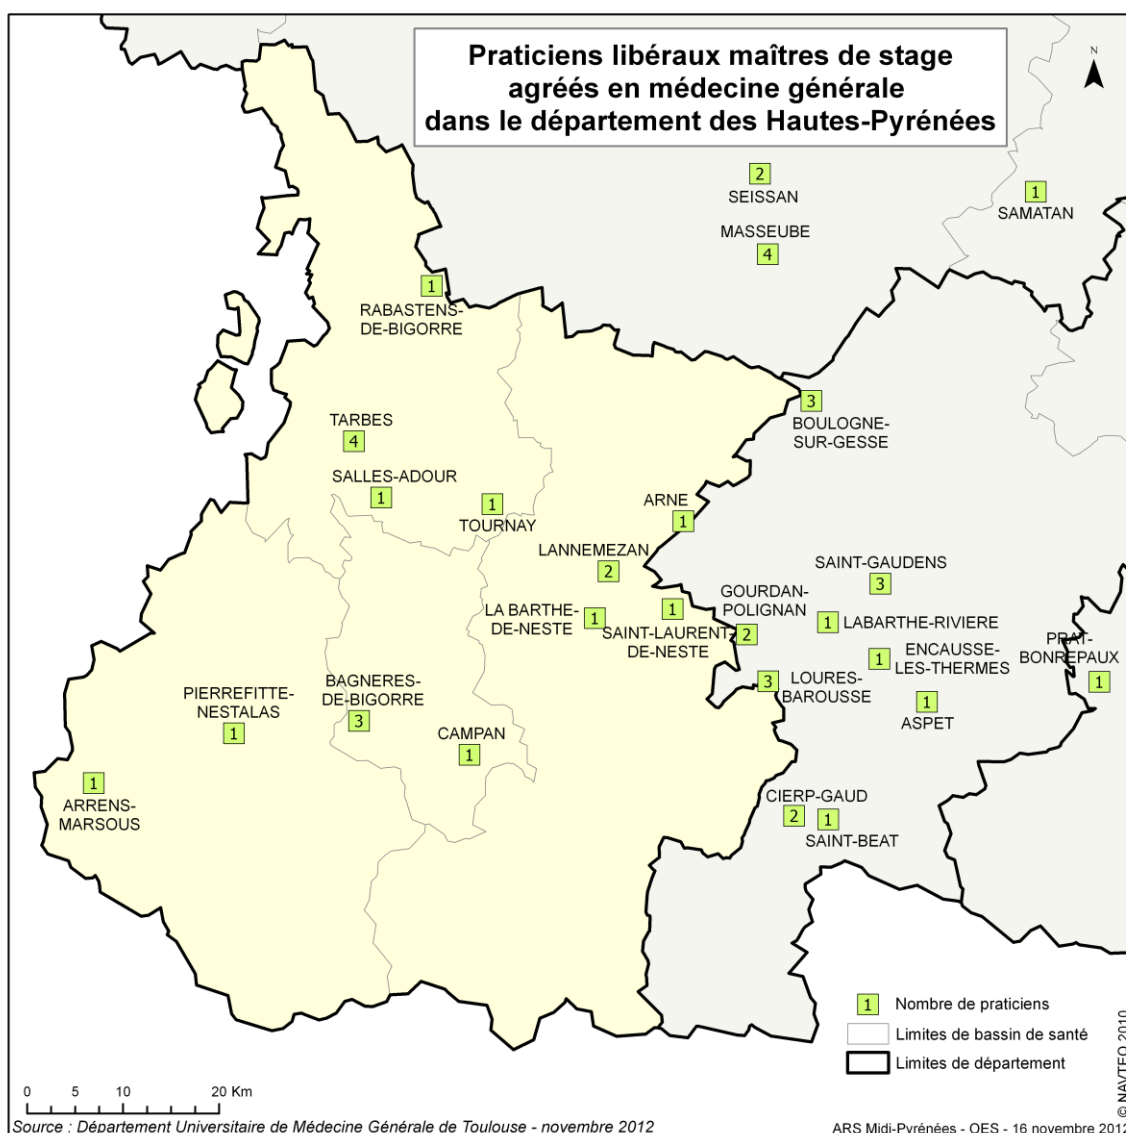 Praticiens libéraux maîtres de stage
agréés en médecine générale
dans le département des Hautes-Pyrénées
N
2
SEISSAN
1
SAMATAN
MASSEUBE
4
1
RABASTENS-
DE-BIGORRE
3
BOULOGNE-
SUR-GESSE
TARBES
4
SALLES-ADOUR
1
1
TOURNAY
ARNE
1
LANNEMEZAN
2
SAINT-GAUDENS
3
LA BARTHE-
DE-NESTE
1
1
SAINT-LAURENT-
DE-NESTE
GOURDAN-
POLIGNAN
2
1
LABARTHE-RIVIERE
1
ENCAUSSE-
LES-THERMES
PRAT-
BONREPAUX
1
3
LOURES-
BAROUSSE
1
ASPET
PIERREFITTE-
NESTALAS
1
BAGNERES-
DE-BIGORRE
3
CAMPAN
1
1
ARRENS-
MARSOUS
CIERP-GAUD
2
1
SAINT-BEAT
1
Nombre de praticiens
Limites de bassin de santé
Limites de département
0 5 10 20 Km
© NAVTEQ 2010
Source : Département Universitaire de Médecine Générale de Toulouse - novembre 2012
ARS Midi-Pyrénées - OES - 16 novembre 2012